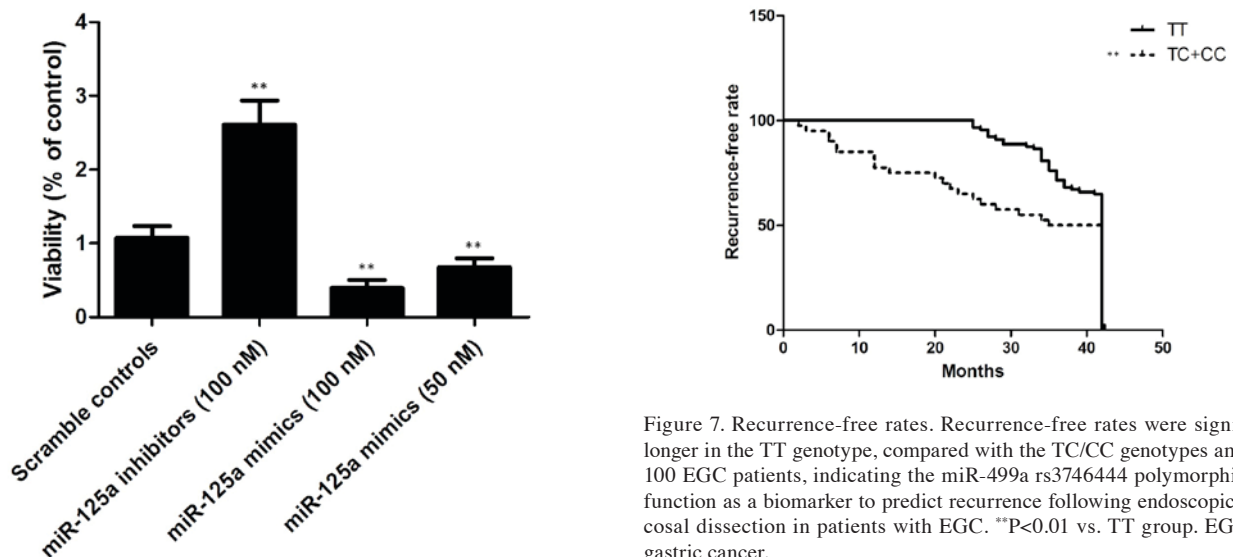 4
3
2
1
0
Viability (% of control)
**
**
**
Scramble controls
miR-125a inhibitors (100 nM)
miR-125a mimics (100 nM)
miR-125a mimics (50 nM)
150
100
50
0
Recurrence-free rate
TT
** TC+CC
0 10 20 30 40 50
Months
Figure 7. Recurrence-free rates. Recurrence-free rates were signi
longer in the TT genotype, compared with the TC/CC genotypes an
100 EGC patients, indicating the miR-499a rs3746444 polymorphi
function as a biomarker to predict recurrence following endoscopic
cosal dissection in patients with EGC. **P<0.01 vs. TT group. EG
gastric cancer.